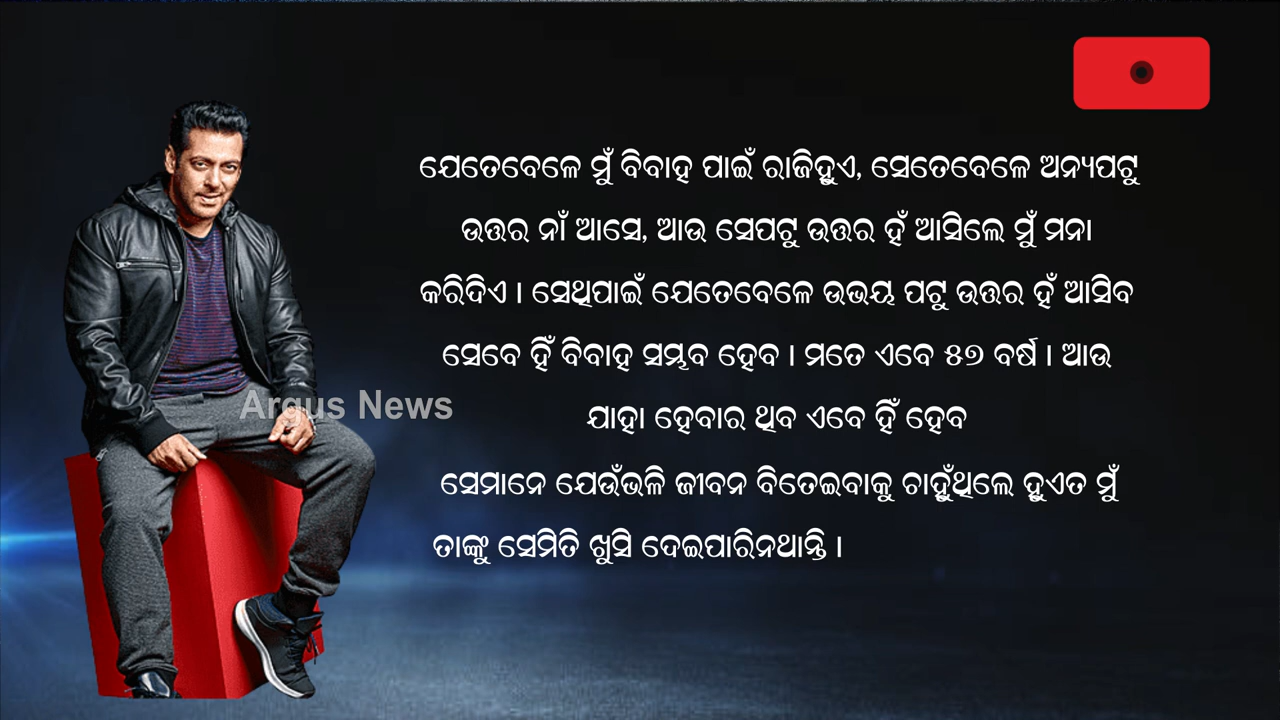 ଯେତେବେଳେ ମୁଁ ବିବାହ ପାଇଁ ରାଜିହୁଏ, ସେତେବେଳେ ଅନ୍ୟପଟୁ
ଉତ୍ତର ନାଁ ଆସେ, ଆଉ ସେପଟୁ ଉତ୍ତର ହଁ ଆସିଲେ ମୁଁ ମନା
କରିଦିଏ । ସେଥିପାଇଁ ଯେତେବେଳେ ଉଭୟ ପଟୁ ଉତ୍ତର ହଁ ଆସିବ
ସେବେ ହିଁ ବିବାହ ସମ୍ଭବ ହେବ । ମତେ ଏବେ ୫୭ ବର୍ଷ । ଆଉ
Argus News
ଯାହା ହେବାର ଥିବ ଏବେ ହିଁ ହେବ
ସେମାନେ ଯେଉଁଭଳି ଜୀବନ ବିତେଇବାକୁ ଚାହୁଁଥିଲେ ହୁଏତ ମୁଁ
ତାଙ୍କୁ ସେମିତି ଖୁସି ଦେଇପାରିନଥାନ୍ତି ।